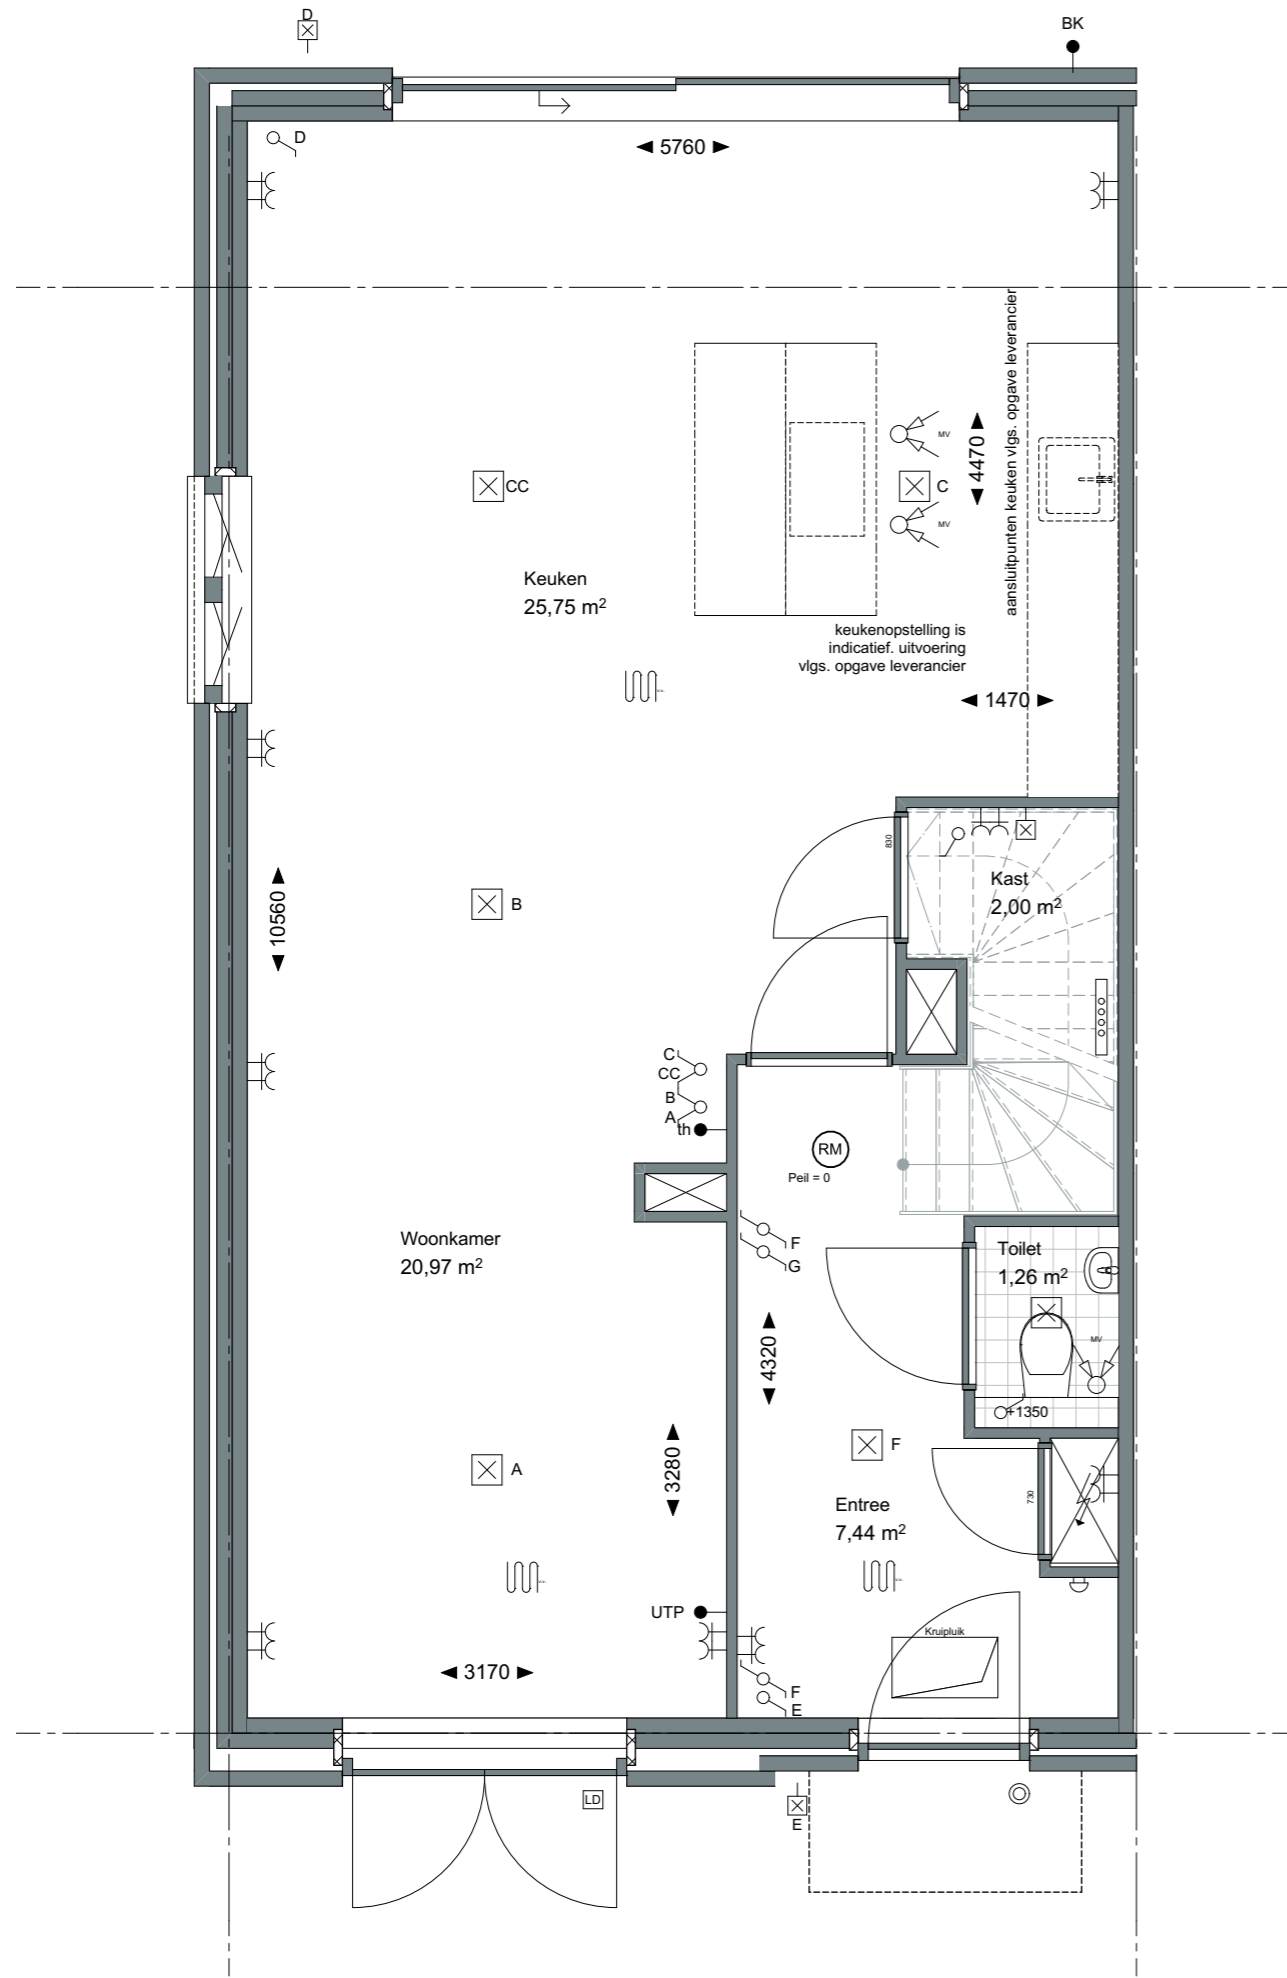 D
BK
D
5760
aansluitpunten keuken vlgs. opgave leverancier
MV
4470
CC
C
MV
Keuken
25,75 m²
keukenopstelling is
indicatief. uitvoering
vlgs. opgave leverancier
1470
830
Kast
2,00 m²
B
10560
C
CC
B
A
th
RM
Peil = 0
F
G
Woonkamer
20,97 m²
Toilet
1,26 m²
MV
4320
+1350
3280
F
A
730
Entree
7,44 m²
UTP
Kruipluik
3170
F
E
LD
E